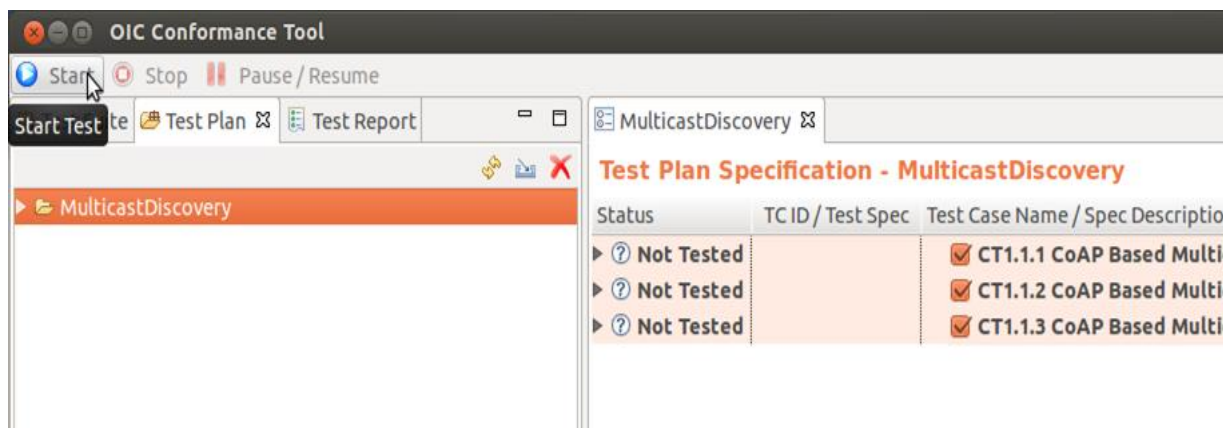 OIC Conformance Tool
Start Stop Pause / Resume
Start Test te Test Plan Test Report
MulticastDiscovery
Test Plan Specification - MulticastDiscovery
MulticastDiscovery
Status TC ID / Test Spec Test Case Name / Spec Descriptio
Not Tested CT1.1.1 CoAP Based Multi
Not Tested CT1.1.2 CoAP Based Multi
Not Tested CT1.1.3 CoAP Based Multi